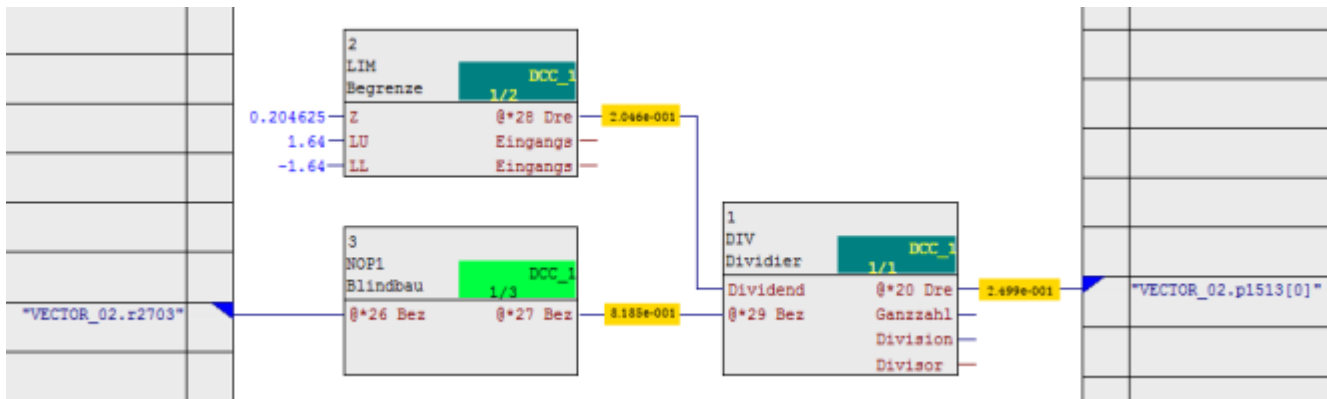 2
LIM
Begrenze
DCC_1
1/2
0.204625
Z
@*28 Dre
2.046e-001
1.64
LU
Eingangs
-1.64
LL
Eingangs
3
NOP1
Blindbau
DCC_1
1/3
"VECTOR_02.r2703"
@*26 Bez
@*27 Bez
8.185e-001
1
DIV
Dividier
DCC_1
1/1
Dividend
@*20 Dre
2.499e-001
"VECTOR_02.p1513[0]"
@*29 Bez
Ganzzahl
Division
Divisor